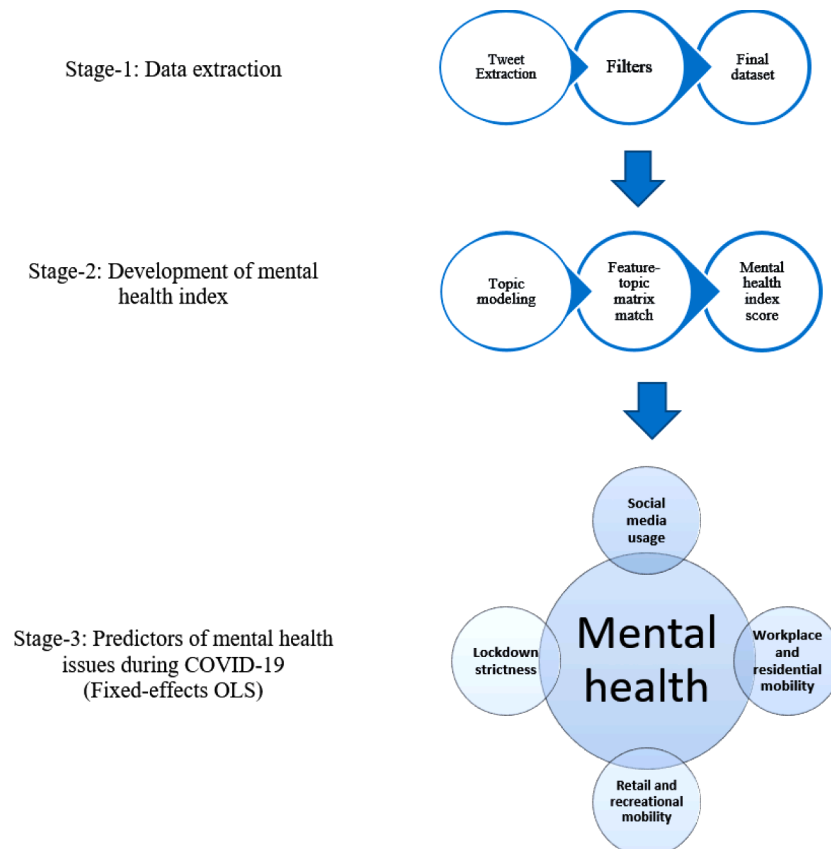 Stage-1: Data extraction
Tweet
Extraction
Filters
Final
dataset
Stage-2: Development of mental
health index
Topic
modeling
Feature-
topic
matrix
match
Mental
health
index
score
Stage-3: Predictors of mental health
issues during COVID-19
(Fixed-effects OLS)
Social
media
usage
Lockdown
strictness
Mental
health
Workplace
and
residential
mobility
Retail and
recreational
mobility